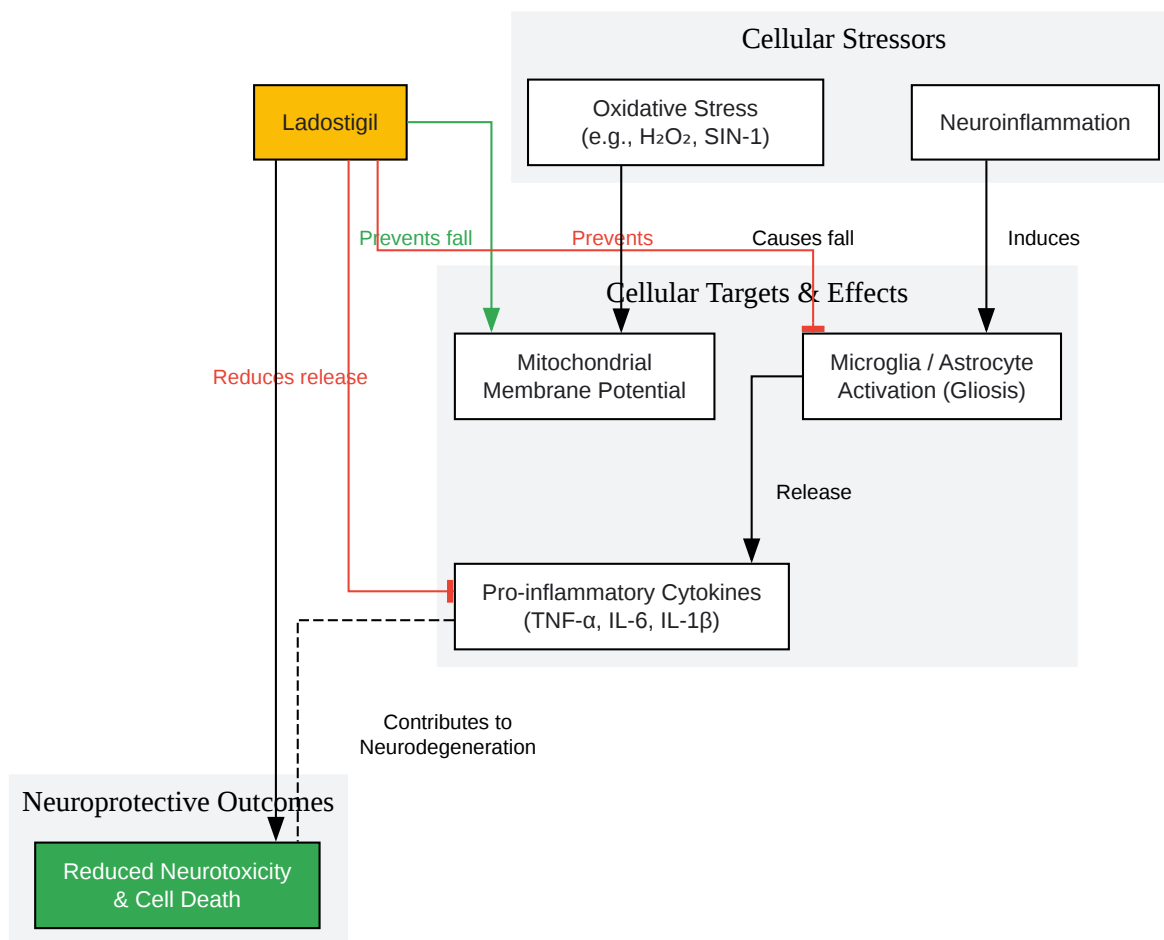 Cellular Stressors
Ladostigil
Oxidative Stress
(e.g., H₂O₂, SIN-1)
Neuroinflammation
Prevents fall
Prevents
Causes fall
Induces
Cellular Targets & Effects
Mitochondrial
Membrane Potential
Microglia / Astrocyte
Activation (Gliosis)
Reduces release
Release
Pro-inflammatory Cytokines
(TNF-α, IL-6, IL-1β)
Contributes to
Neurodegeneration
Neuroprotective Outcomes
Reduced Neurotoxicity
& Cell Death